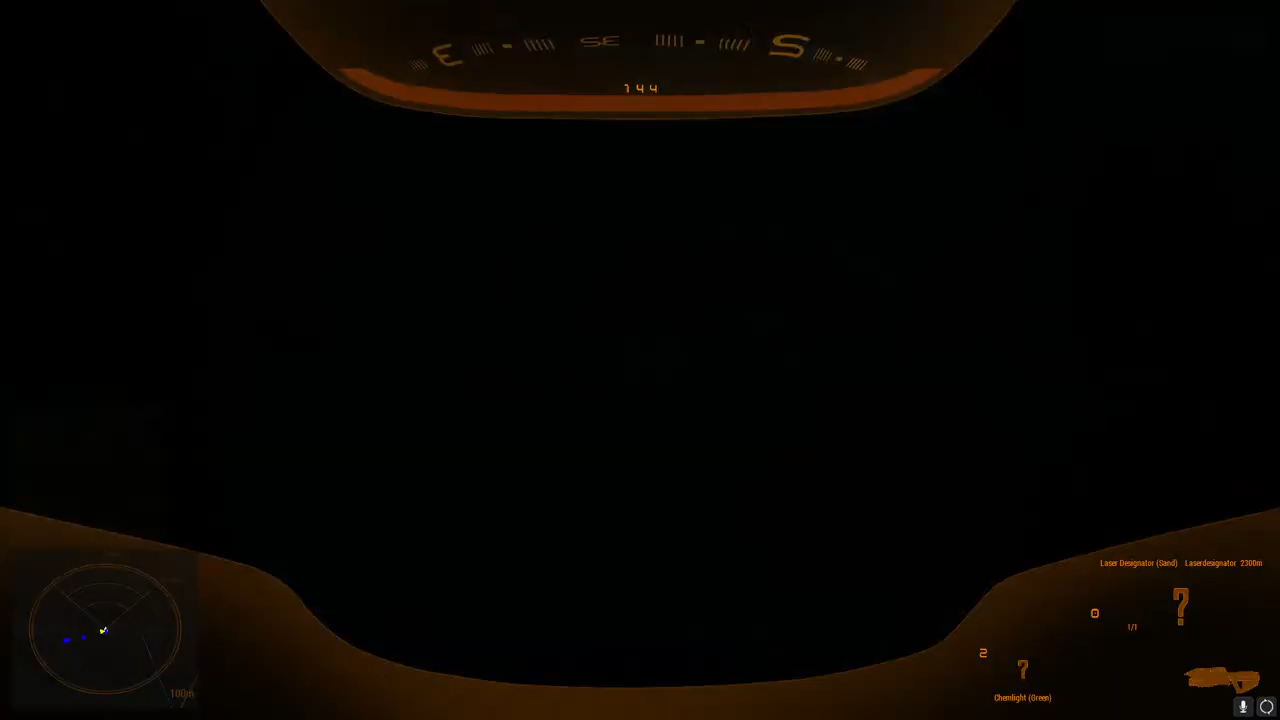 E SE S
144
Laser Designator (Sand) Laserdesignator 2300m
0 ?
1/1
2 ?
100m
Chemlight (Green)